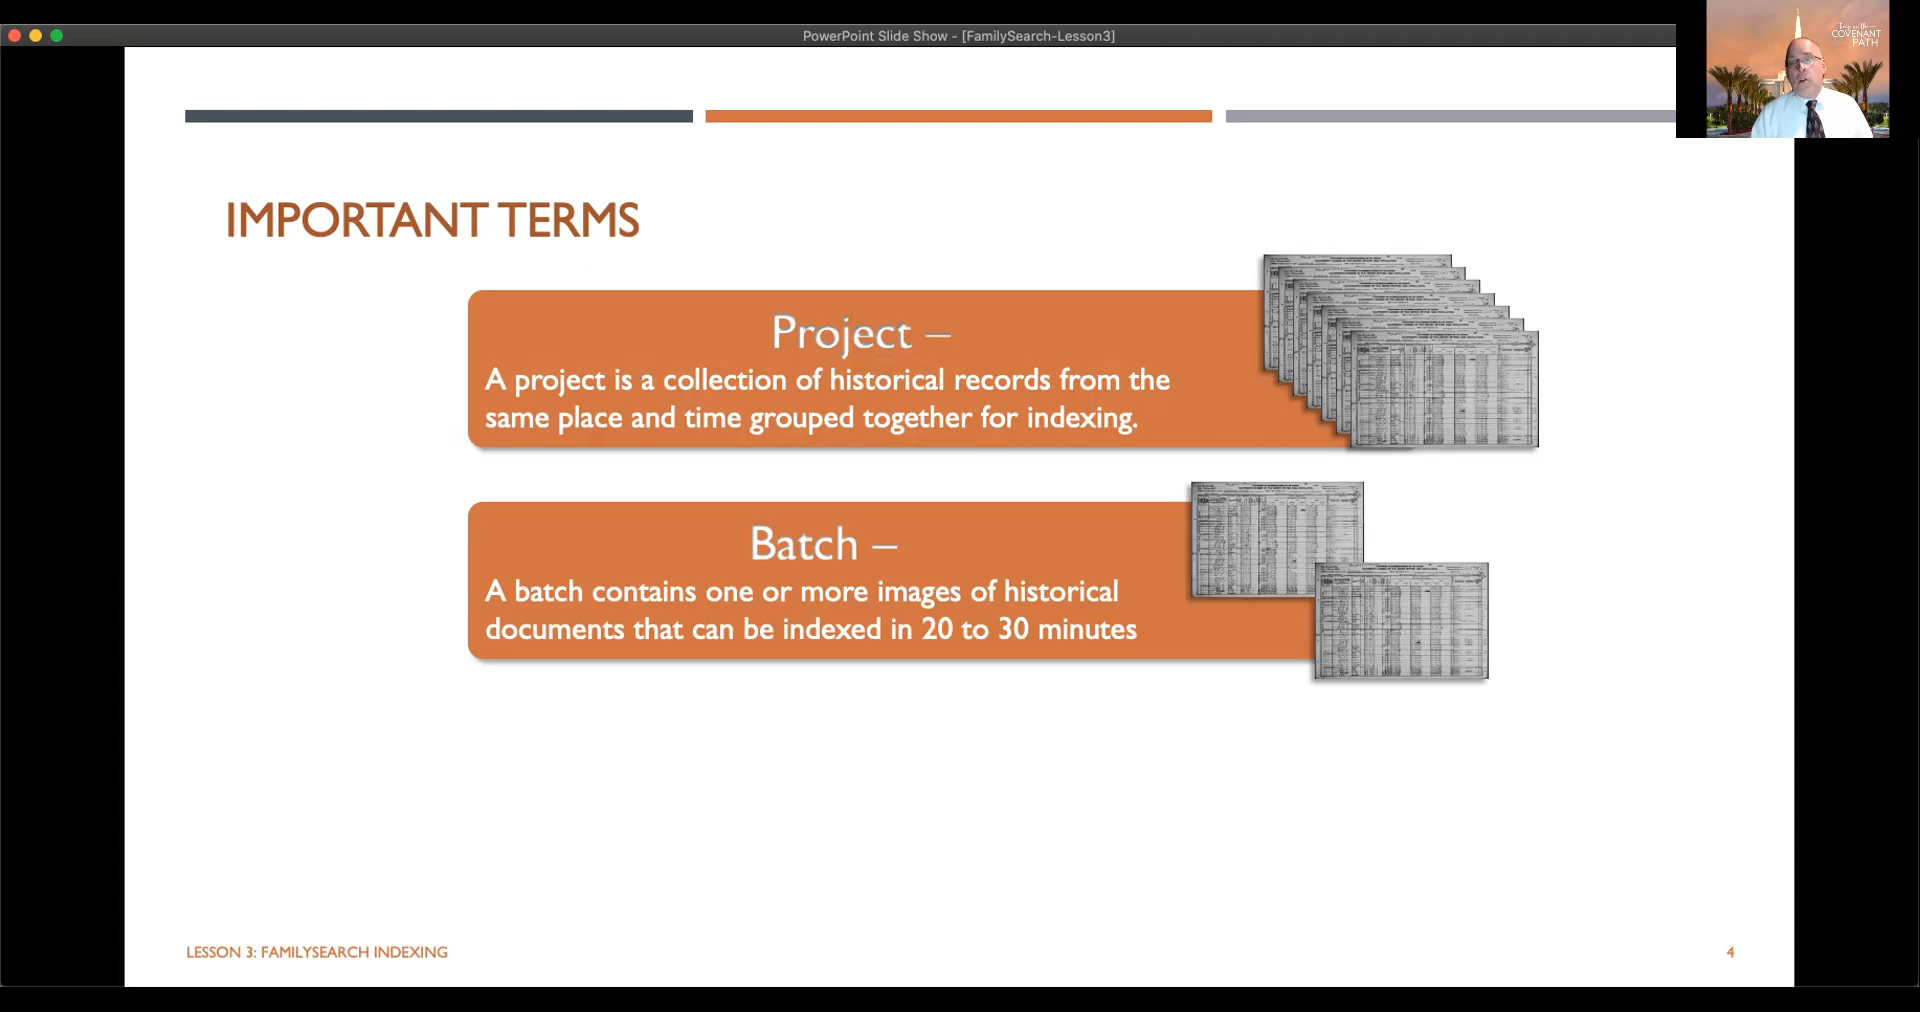 PowerPoint Slide Show - [FamilySearch-Lesson3]
COVENANT
PATH
IMPORTANT TERMS
Project –
A project is a collection of historical records from the
same place and time grouped together for indexing.
Batch –
A batch contains one or more images of historical
documents that can be indexed in 20 to 30 minutes
LESSON 3: FAMILYSEARCH INDEXING
4